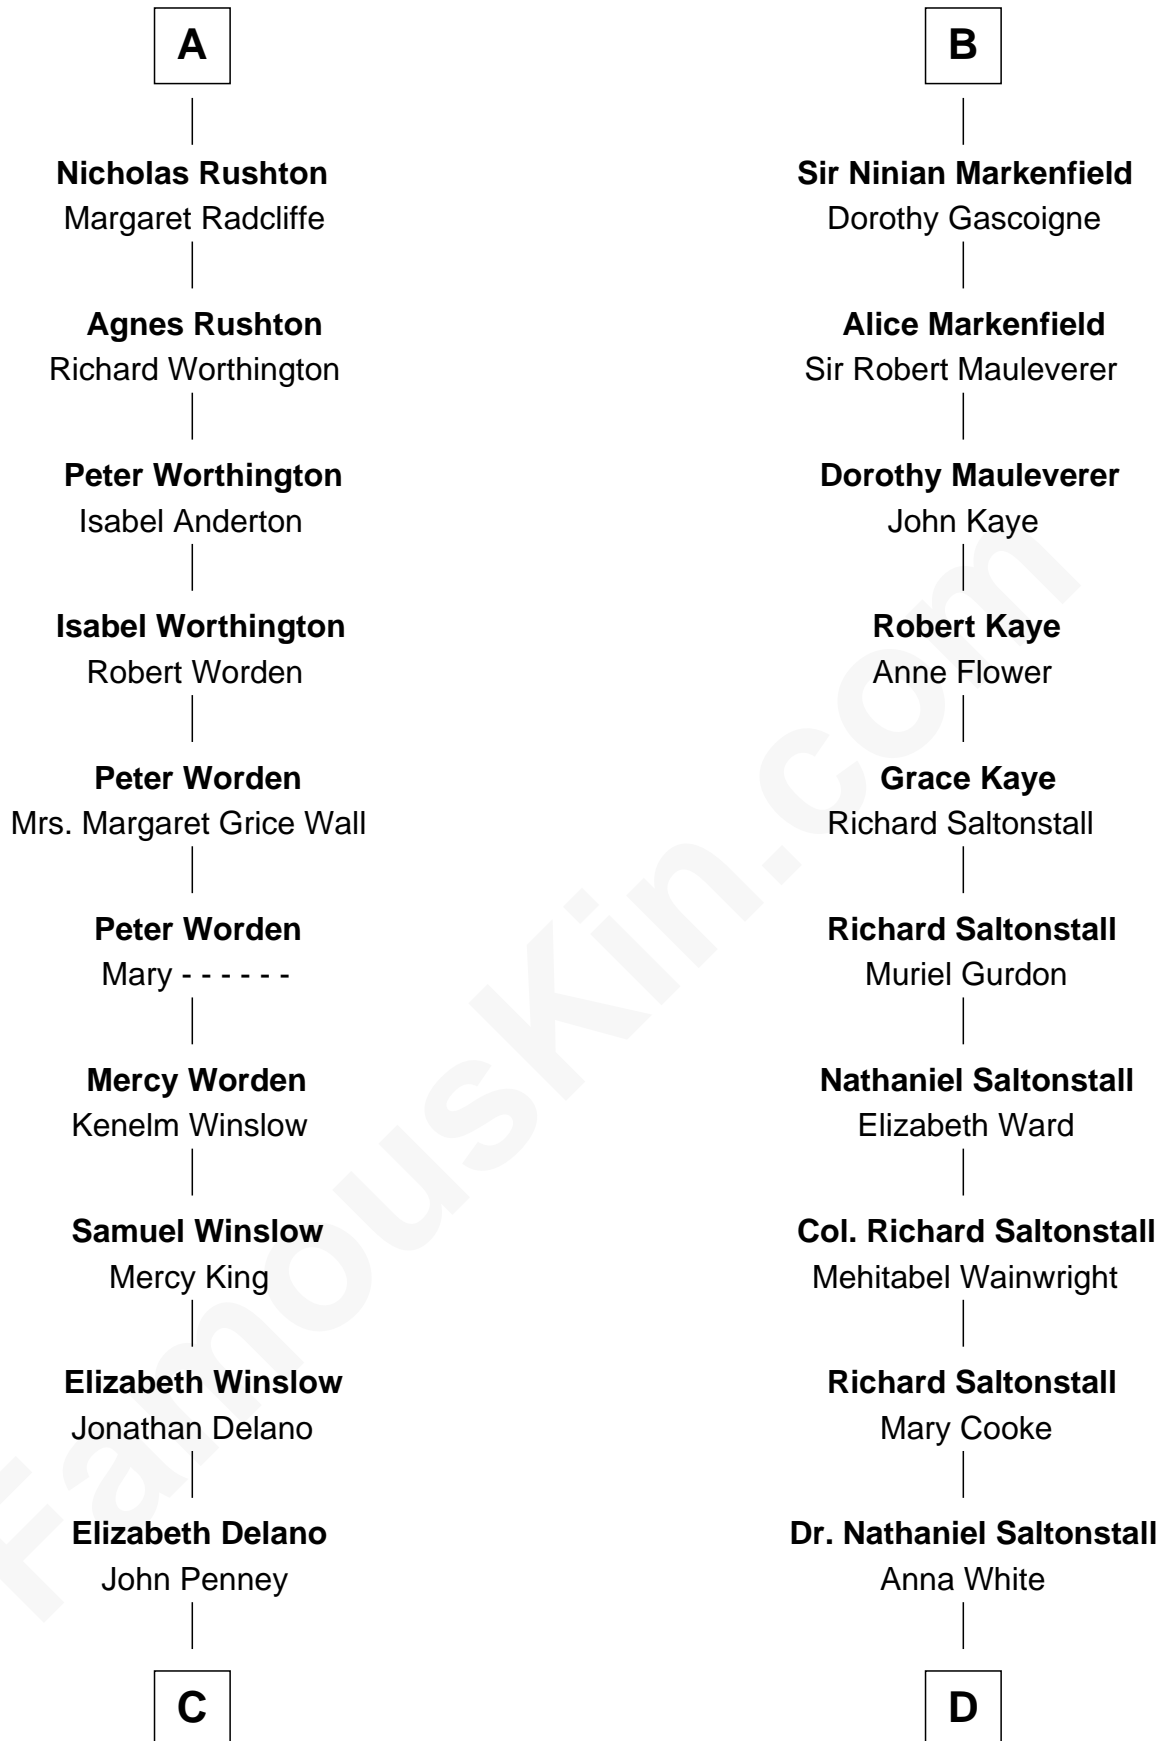 A
Nicholas Rushton
Margaret Radcliffe
Agnes Rushton
Richard Worthington
Peter Worthington
Isabel Anderton
Isabel Worthington
Robert Worden
Peter Worden
Mrs. Margaret Grice Wall
Peter Worden
Mary - - - - - -
Mercy Worden
Kenelm Winslow
Samuel Winslow
Mercy King
Elizabeth Winslow
Jonathan Delano
Elizabeth Delano
John Penney
C
B
Sir Ninian Markenfield
Dorothy Gascoigne
Alice Markenfield
Sir Robert Mauleverer
Dorothy Mauleverer
John Kaye
Robert Kaye
Anne Flower
Grace Kaye
Richard Saltonstall
Richard Saltonstall
Muriel Gurdon
Nathaniel Saltonstall
Elizabeth Ward
Col. Richard Saltonstall
Mehitabel Wainwright
Richard Saltonstall
Mary Cooke
Dr. Nathaniel Saltonstall
Anna White
D
FamousKin.com